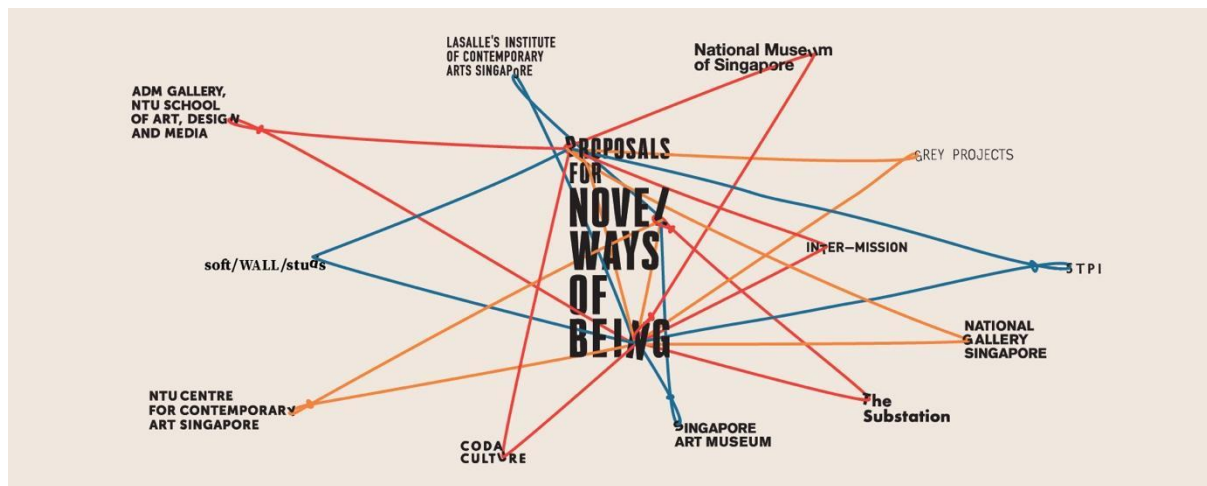 LASALLE'S INSTITUTE
OF CONTEMPORARY
ARTS SINGAPORE
National Museum
of Singapore
ADM GALLERY,
NTU SCHOOL
OF ART, DESIGN
AND MEDIA
PROPOSALS
FOR
NOVEL
WAYS
OF
BEING
GREY PROJECTS
INTER–MISSION
soft/WALL/studs
STPI
NATIONAL
GALLERY
SINGAPORE
NTU CENTRE
FOR CONTEMPORARY
ART SINGAPORE
The
Substation
SINGAPORE
ART MUSEUM
CODA
CULTURE